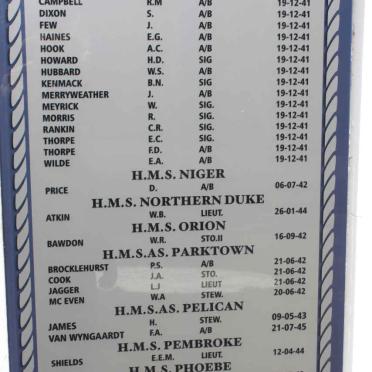 CAMPBELL R.M A/B 19-12-41
DIXON S. A/B 19-12-41
FEW J. A/B 19-12-41
HAINES E.G. A/B 19-12-41
HOOK A.C. A/B 19-12-41
HOWARD H.D. SIG 19-12-41
HUBBARD W.S. A/B 19-12-41
KENMACK B.N. SIG. 19-12-41
MERRYWEATHER J. A/B 19-12-41
MEYRICK W. SIG. 19-12-41
MORRIS R. SIG. 19-12-41
RANKIN C.R. SIG. 19-12-41
THORPE E.C. SIG. 19-12-41
THORPE F.D. A/B 19-12-41
WILDE E.A. A/B 19-12-41
H.M.S. NIGER
PRICE D. A/B 06-07-42
H.M.S. NORTHERN DUKE
ATKIN W.B. LIEUT. 26-01-44
H.M.S. ORION
BAWDON W.R. STO.II 16-09-42
H.M.S.AS. PARKTOWN
BROCKLEHURST P.S. A/B 21-06-42
COOK J.A. STO. 21-06-42
JAGGER L.J LIEUT 21-06-42
MC EVEN W.A STEW. 20-06-42
H.M.S.AS. PELICAN
JAMES H. STEW. 09-05-43
VAN WYNGAARDT F.A. A/B 21-07-45
H.M.S. PEMBROKE
SHIELDS E.E.M. LIEUT. 12-04-44
H.M.S. PHOEBE